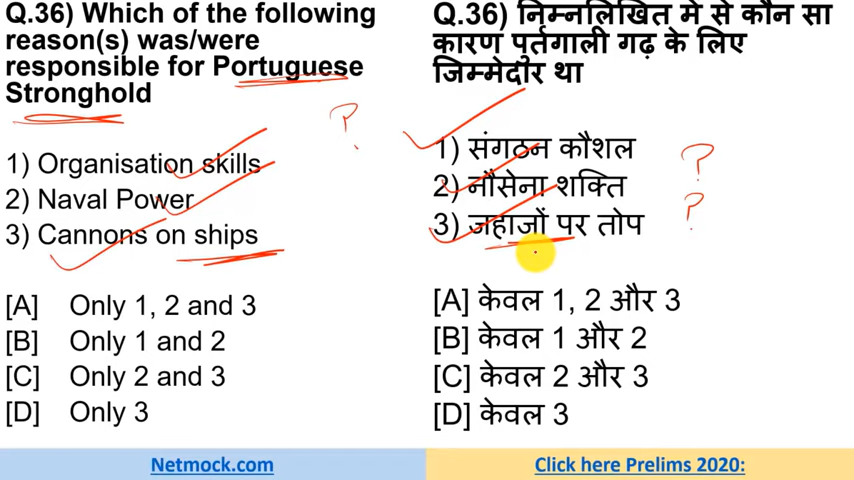 Q.36) Which of the following
reason(s) was/were
responsible for Portuguese
Stronghold
?
1) Organisation skills
2) Naval Power
3) Cannons on ships
[A] Only 1, 2 and 3
[B] Only 1 and 2
[C] Only 2 and 3
[D] Only 3
Netmock.com
Q.36) निम्नलिखित में से कौन सा
कारण पुर्तगाली गढ़ के लिए
जिम्मेदार था
1) संगठन कौशल
?
2) नौसेना शक्ति
3) जहाजों पर तोप
?
[A] केवल 1, 2 और 3
[B] केवल 1 और 2
[C] केवल 2 और 3
[D] केवल 3
Click here Prelims 2020: